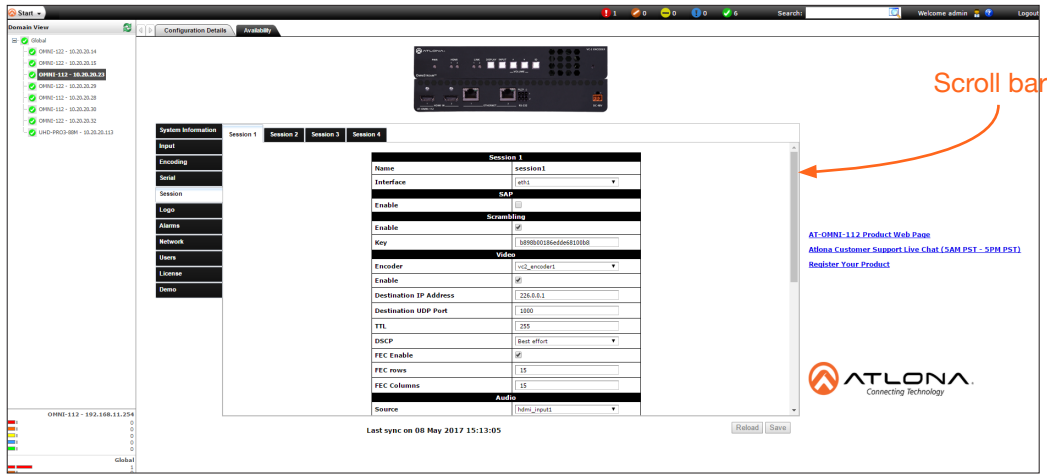 Start
1
0
0
0
6
Search:
Welcome admin
Logout
Domain View
Configuration Details
Availability
Global
OMNI-122 - 10.20.20.14
OMNI-122 - 10.20.20.15
OMNI-112 - 10.20.20.23
OMNI-122 - 10.20.20.29
OMNI-112 - 10.20.20.28
OMNI-112 - 10.20.20.30
OMNI-122 - 10.20.20.32
UHD-PRO3-88M - 10.20.20.113
ATLONA
Scroll bar
System Information
Input
Encoding
Serial
Session
Logo
Alarms
Network
Users
License
Demo
Session 1
Session 2
Session 3
Session 4
Session 1
Name session1
Interface eth1
SAP
Enable
Scrambling
Enable
Key b898b00186edde68100b8
Video
Encoder vc2_encoder1
Enable
Destination IP Address 226.0.0.1
Destination UDP Port 1000
TTL 255
DSCP Best effort
FEC Enable
FEC rows 15
FEC Columns 15
Audio
Source hdmi_input1
AT-OMNI-112 Product Web Page
Atlona Customer Support Live Chat (5AM PST - 5PM PST)
Register Your Product
ATLONA.
Connecting Technology
Last sync on 08 May 2017 15:13:05
Reload
Save
OMNI-112 - 192.168.11.254
0
0
0
0
0
Global
1